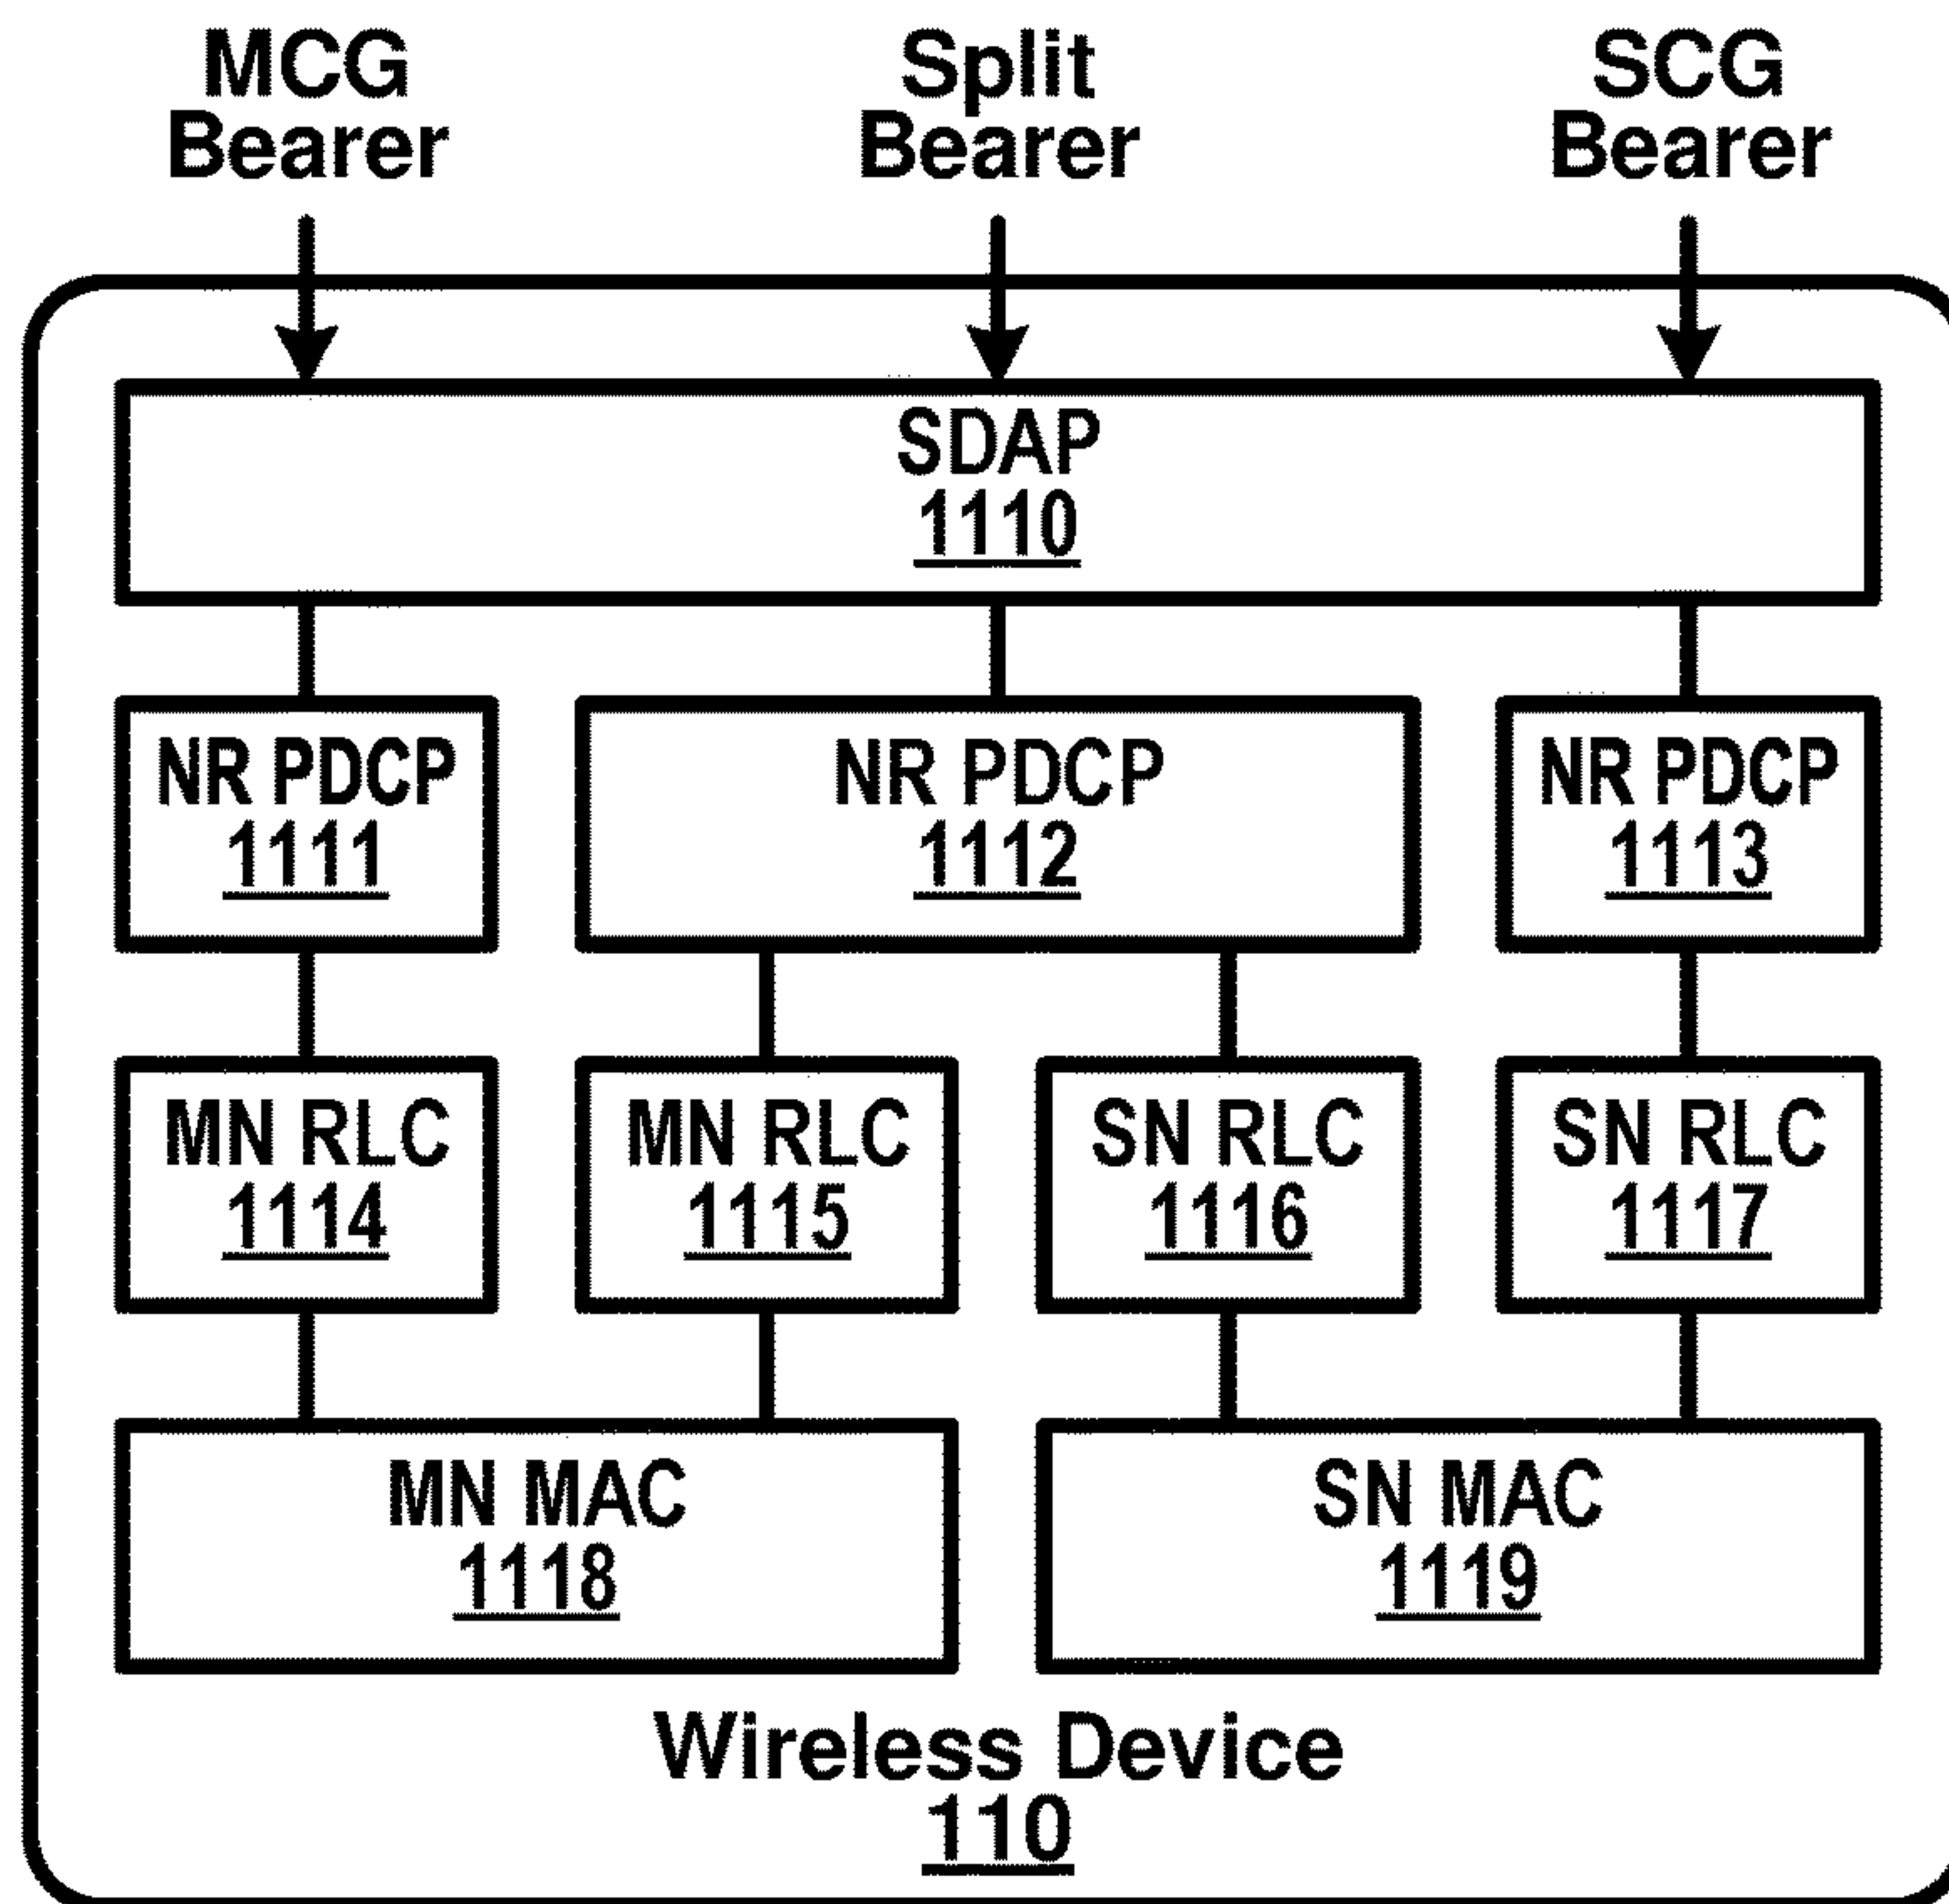 MCG
Bearer
Split
Bearer
SCG
Bearer
SDAP
1110
NR PDCP
1111
NR PDCP
1112
NR PDCP
1113
MN RLC
1114
MN RLC
1115
SN RLC
1116
SN RLC
1117
MN MAC
1118
SN MAC
1119
Wireless Device
110